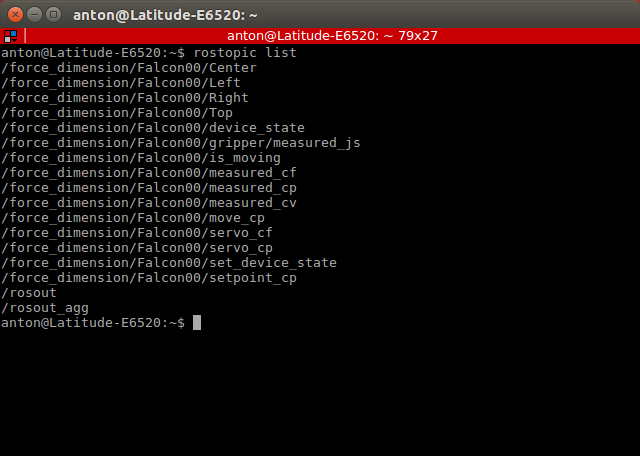 anton@Latitude-E6520: ~
anton@Latitude-E6520: ~ 79x27
anton@Latitude-E6520:~$ rostopic list
/force_dimension/Falcon00/Center
/force_dimension/Falcon00/Left
/force_dimension/Falcon00/Right
/force_dimension/Falcon00/Top
/force_dimension/Falcon00/device_state
/force_dimension/Falcon00/gripper/measured_js
/force_dimension/Falcon00/is_moving
/force_dimension/Falcon00/measured_cf
/force_dimension/Falcon00/measured_cp
/force_dimension/Falcon00/measured_cv
/force_dimension/Falcon00/move_cp
/force_dimension/Falcon00/servo_cf
/force_dimension/Falcon00/servo_cp
/force_dimension/Falcon00/set_device_state
/force_dimension/Falcon00/setpoint_cp
/rosout
/rosout_agg
anton@Latitude-E6520:~$